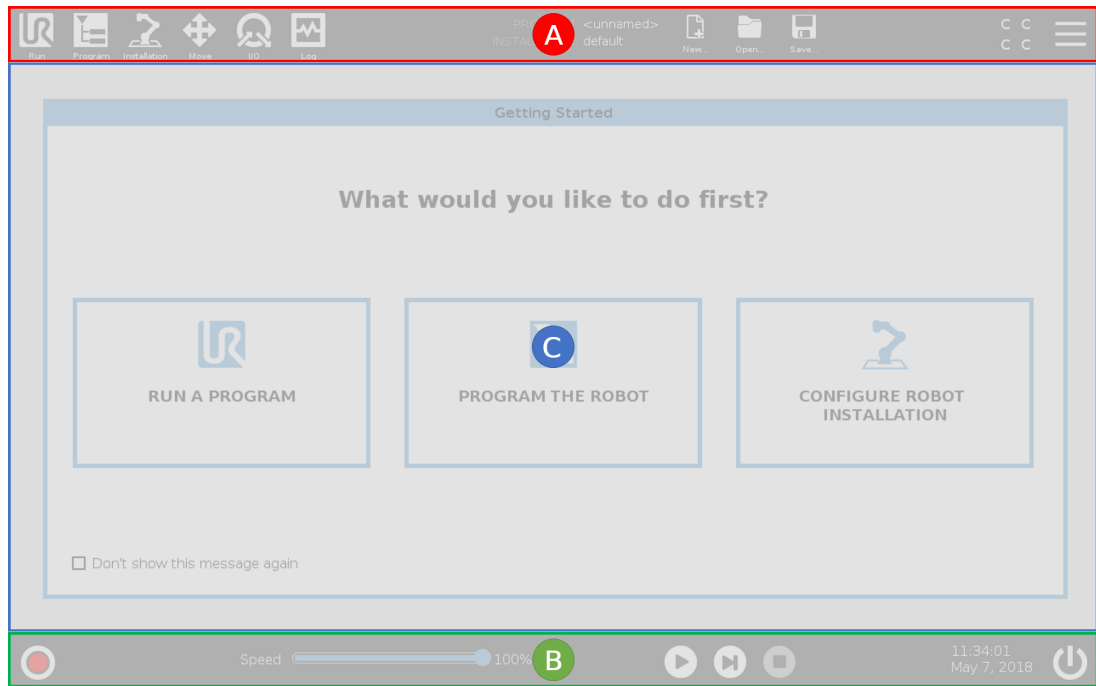 Run Program Installation Move I/O Log
PR <unnamed>
INSTAL default
New... Open... Save...
C C
C C
A
Getting Started
What would you like to do first?
C
RUN A PROGRAM
PROGRAM THE ROBOT
CONFIGURE ROBOT
INSTALLATION
Don't show this message again
Speed 100%
B
11:34:01
May 7, 2018